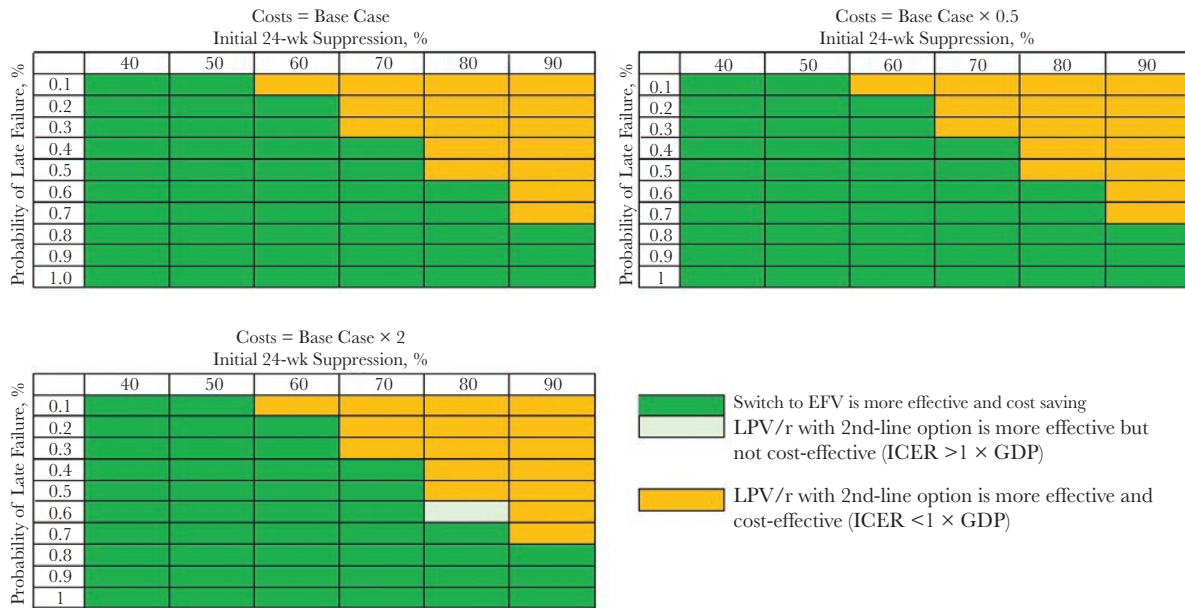 Costs = Base Case
Initial 24-wk Suppression, %
Probability of Late Failure, %
40 50 60 70 80 90
0.1
0.2
0.3
0.4
0.5
0.6
0.7
0.8
0.9
1.0
Costs = Base Case × 0.5
Initial 24-wk Suppression, %
Probability of Late Failure, %
40 50 60 70 80 90
0.1
0.2
0.3
0.4
0.5
0.6
0.7
0.8
0.9
1
Costs = Base Case × 2
Initial 24-wk Suppression, %
Probability of Late Failure, %
40 50 60 70 80 90
0.1
0.2
0.3
0.4
0.5
0.6
0.7
0.8
0.9
1
Switch to EFV is more effective and cost saving
LPV/r with 2nd-line option is more effective but
not cost-effective (ICER >1 × GDP)
LPV/r with 2nd-line option is more effective and
cost-effective (ICER <1 × GDP)